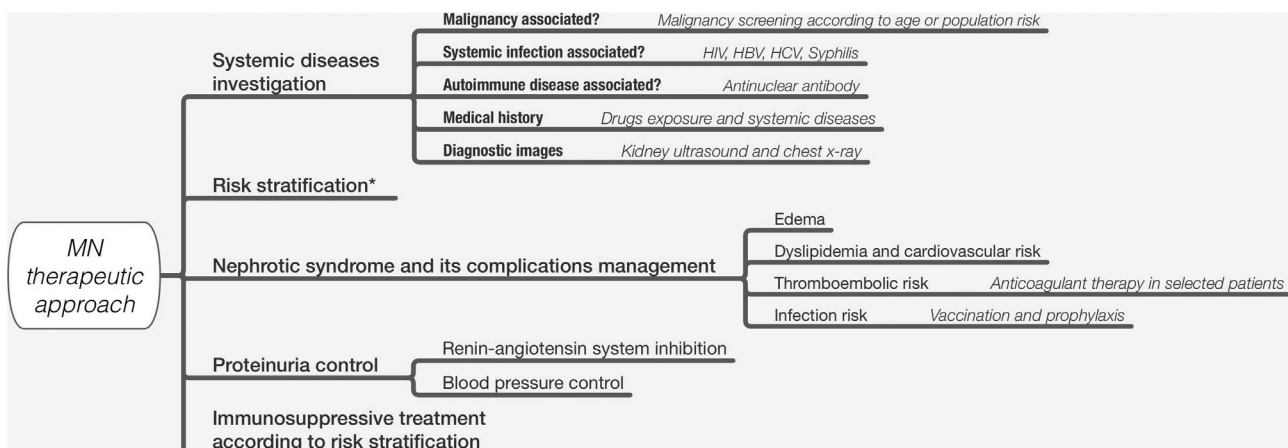 Malignancy associated? Malignancy screening according to age or population risk
Systemic diseases
investigation
Systemic infection associated? HIV, HBV, HCV, Syphilis
Autoimmune disease associated? Antinuclear antibody
Medical history Drugs exposure and systemic diseases
Diagnostic images Kidney ultrasound and chest x-ray
Risk stratification*
MN
therapeutic
approach
Nephrotic syndrome and its complications management
Edema
Dyslipidemia and cardiovascular risk
Thromboembolic risk Anticoagulant therapy in selected patients
Infection risk Vaccination and prophylaxis
Proteinuria control
Renin-angiotensin system inhibition
Blood pressure control
Immunosuppressive treatment
according to risk stratification